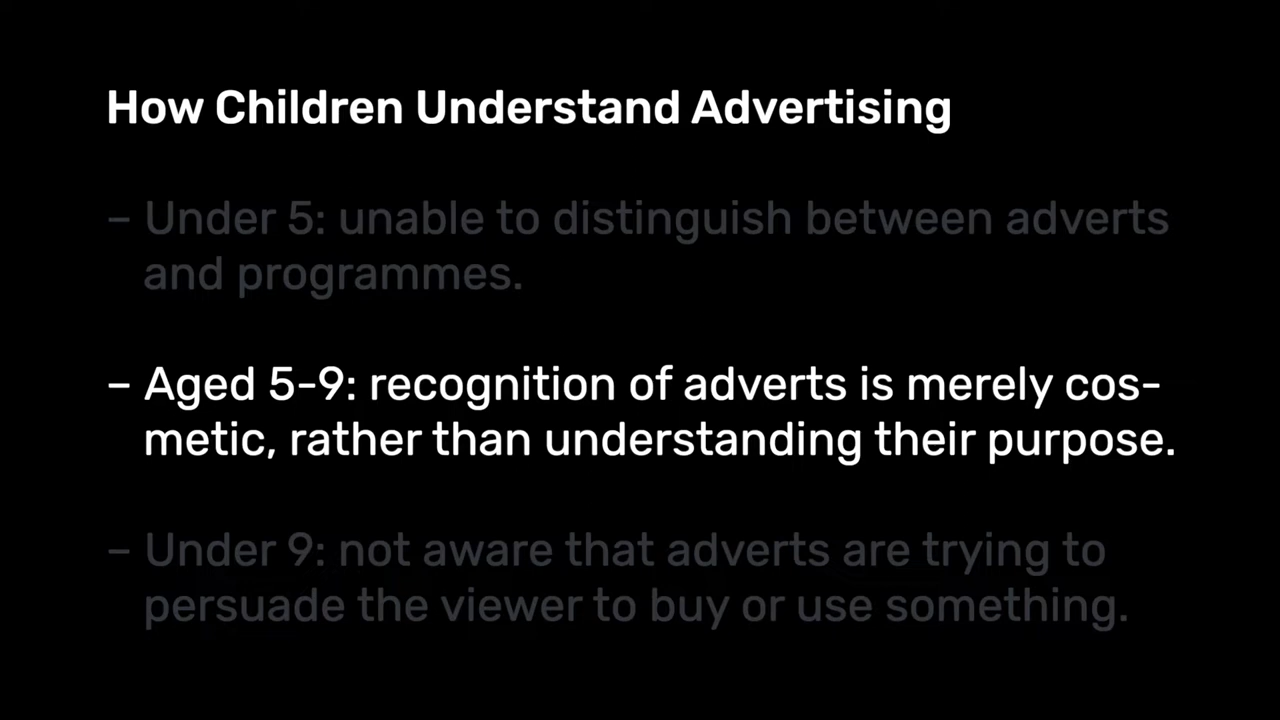 How Children Understand Advertising
– Under 5: unable to distinguish between adverts
and programmes.
– Aged 5-9: recognition of adverts is merely cos-
metic, rather than understanding their purpose.
– Under 9: not aware that adverts are trying to
persuade the viewer to buy or use something.